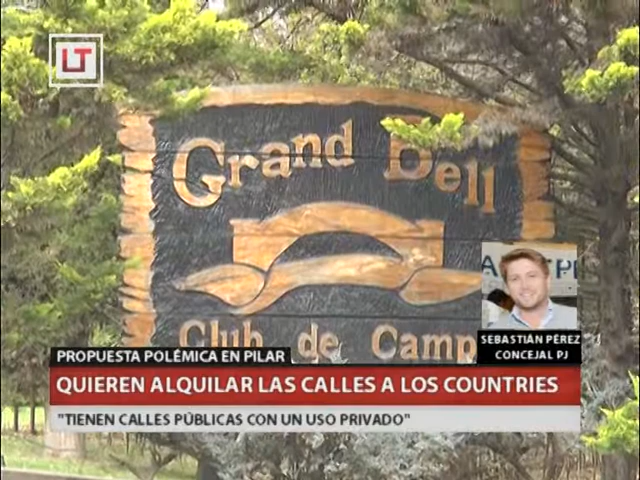 LT
Grand Bell
Club de Camp
SEBASTIÁN PÉREZ
CONCEJAL PJ
PROPUESTA POLÉMICA EN PILAR
QUIEREN ALQUILAR LAS CALLES A LOS COUNTRIES
"TIENEN CALLES PÚBLICAS CON UN USO PRIVADO"